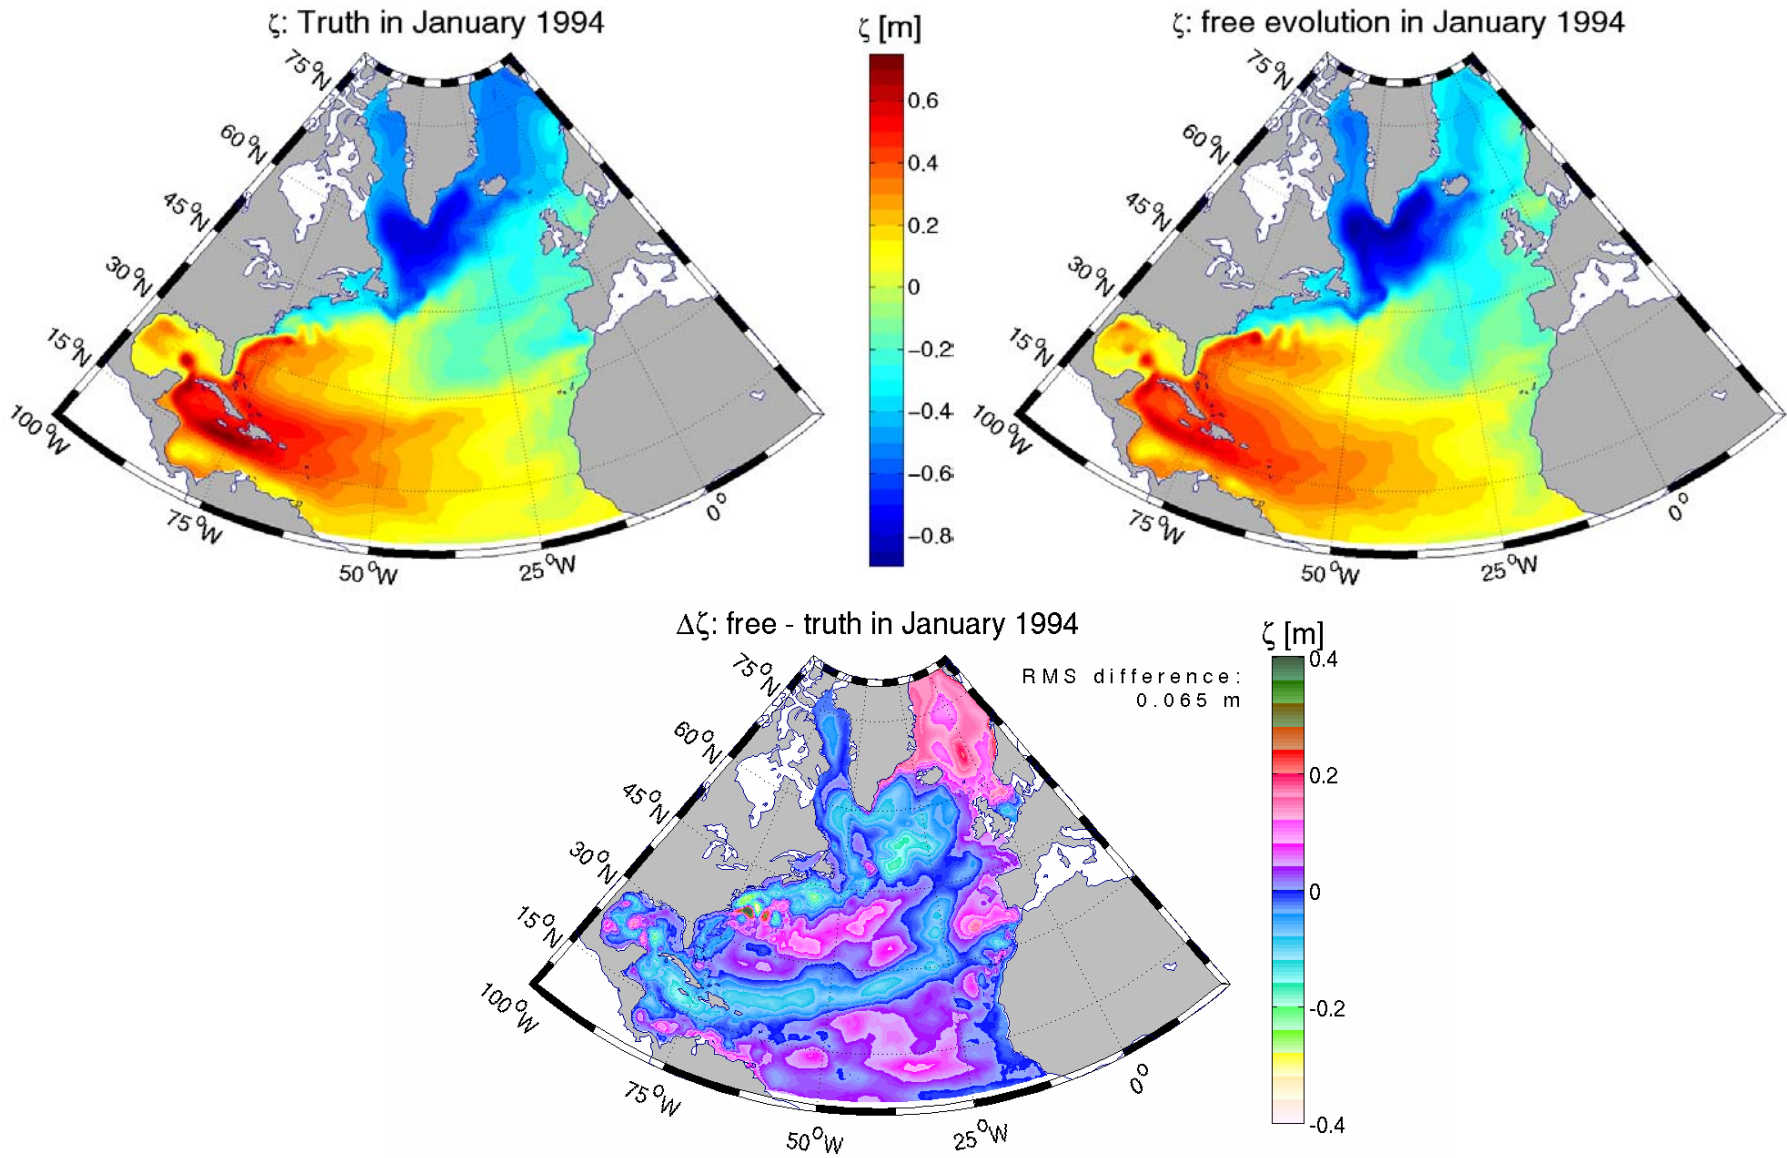 ζ: Truth in January 1994
ζ [m]
ζ: free evolution in January 1994
75°N
60°N
45°N
30°N
15°N
100°W
75°W
50°W
25°W
0°
0.6
0.4
0.2
0
−0.2
−0.4
−0.6
−0.8
75°N
60°N
45°N
30°N
15°N
100°W
75°W
50°W
25°W
0°
Δζ: free - truth in January 1994
ζ [m]
RMS difference:
0.065 m
75°N
60°N
45°N
30°N
15°N
100°W
75°W
50°W
25°W
0°
0.4
0.2
0
-0.2
-0.4